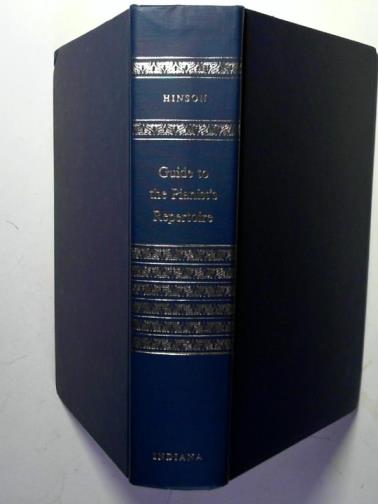 HINSON
Guide to
the Pianist's
Repertoire
INDIANA